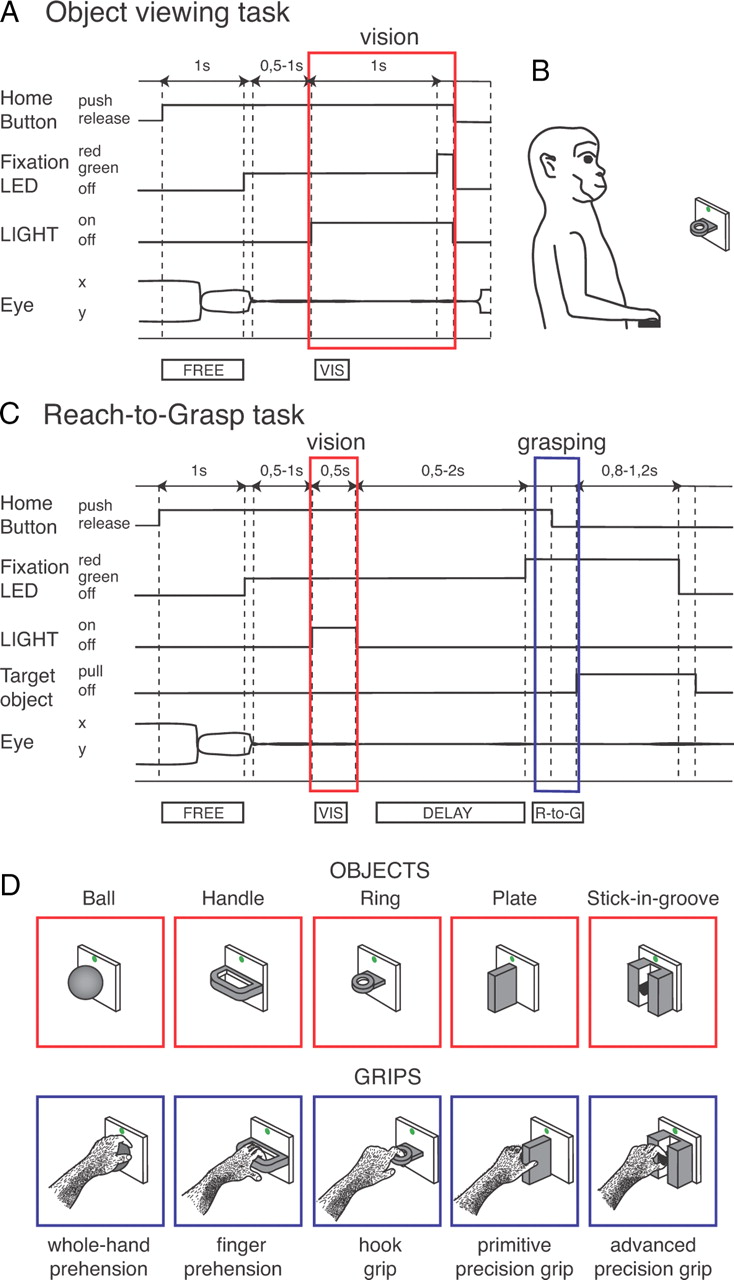 A Object viewing task
vision
1s 0,5-1s 1s
Home Button push release
Fixation LED red green off
LIGHT on off
Eye x y
FREE VIS
B
C Reach-to-Grasp task
vision grasping
1s 0,5-1s 0,5s 0,5-2s 0,8-1,2s
Home Button push release
Fixation LED red green off
LIGHT on off
Target object pull off
Eye x y
FREE VIS DELAY R-to-G
D
OBJECTS
Ball Handle Ring Plate Stick-in-groove
GRIPS
whole-hand prehension
finger prehension
hook grip
primitive precision grip
advanced precision grip